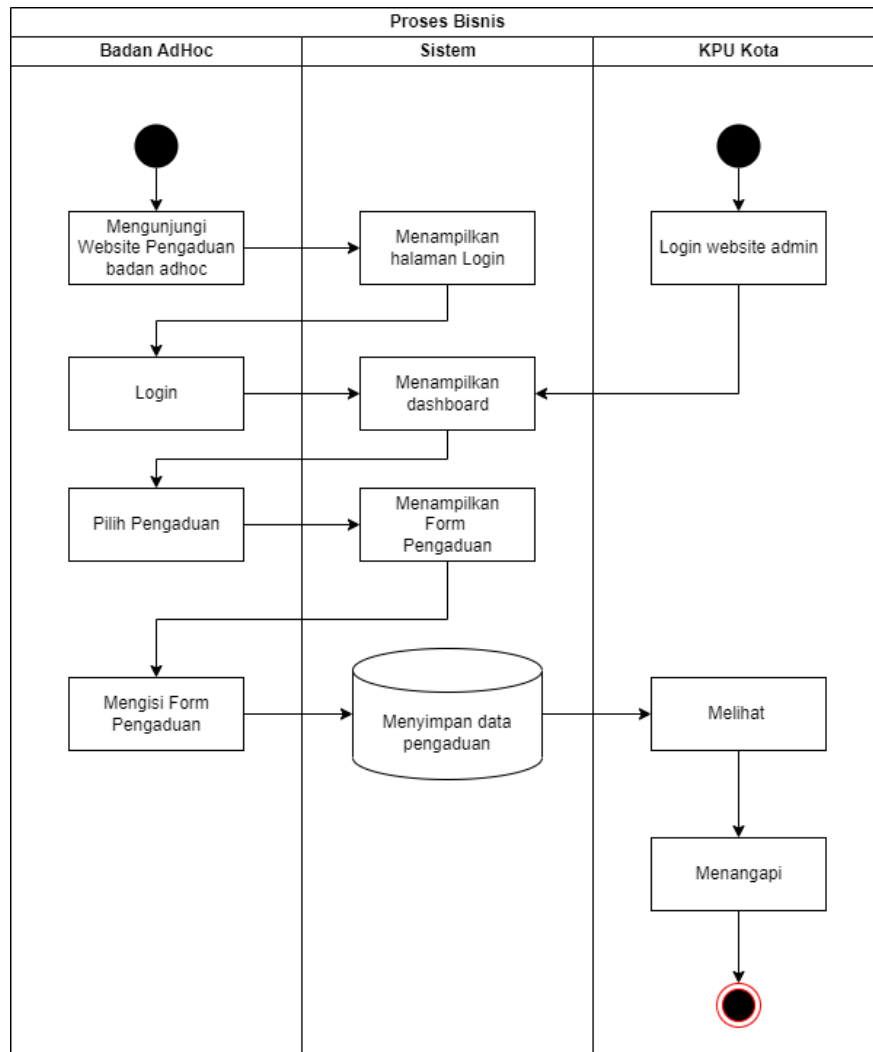 Proses Bisnis
Badan AdHoc
Sistem
KPU Kota
Mengunjungi
Website Pengaduan
badan adhoc
Menampilkan
halaman Login
Login website admin
Login
Menampilkan
dashboard
Pilih Pengaduan
Menampilkan
Form
Pengaduan
Mengisi Form
Pengaduan
Menyimpan data
pengaduan
Melihat
Menangapi